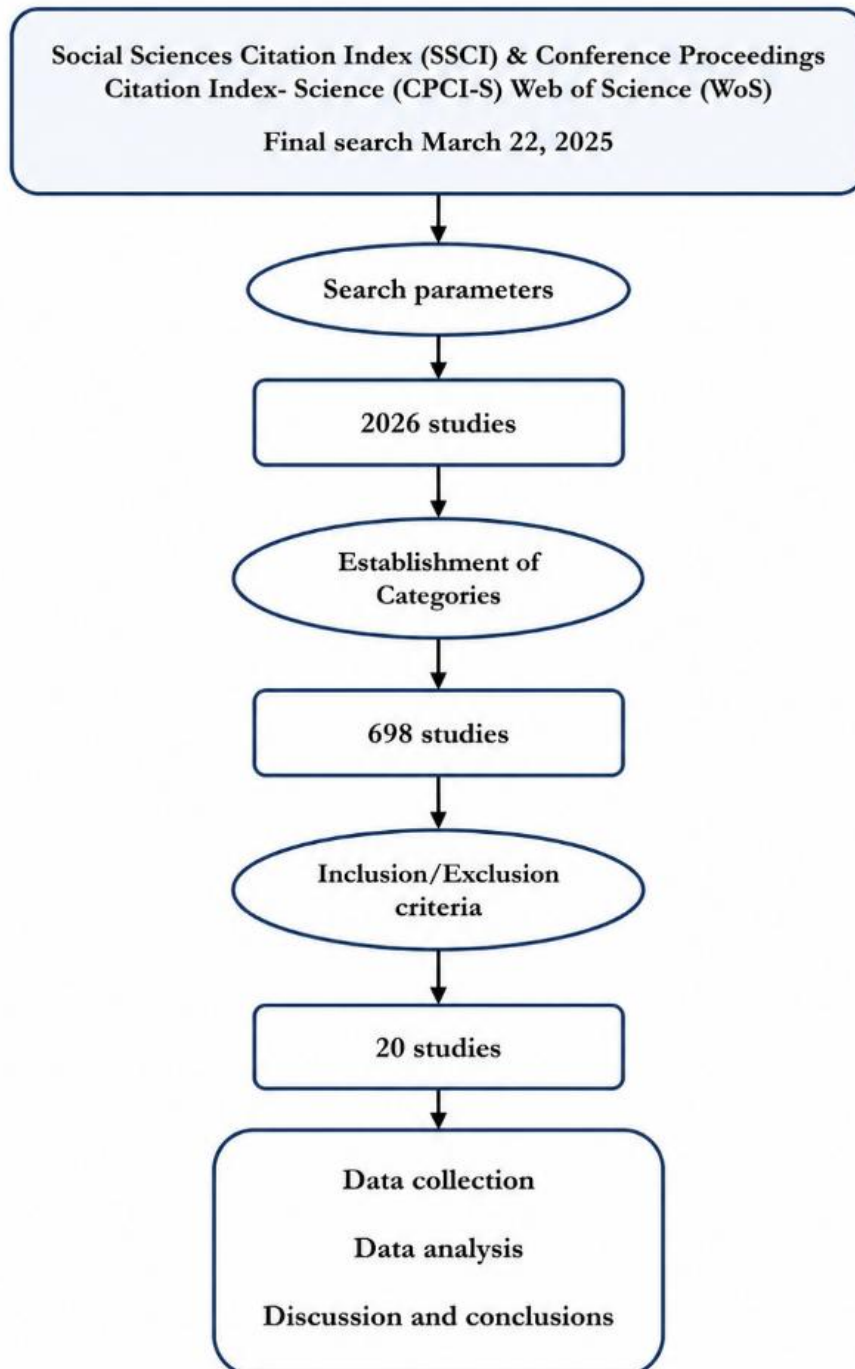 Social Sciences Citation Index (SSCI) & Conference Proceedings
Citation Index- Science (CPCI-S) Web of Science (WoS)
Final search March 22, 2025
Search parameters
2026 studies
Establishment of
Categories
698 studies
Inclusion/Exclusion
criteria
20 studies
Data collection
Data analysis
Discussion and conclusions